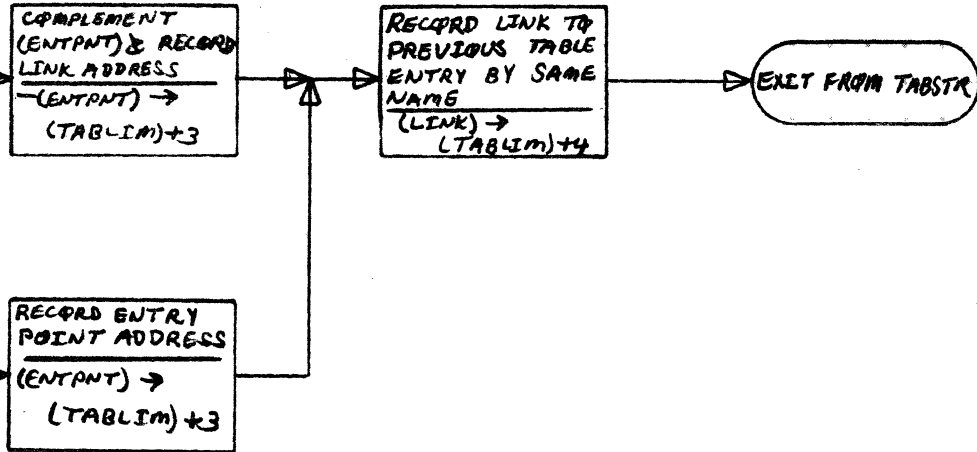 COMPLEMENT
(ENTPNT) & RECORD
LINK ADDRESS
-(ENTPNT) →
(TABLIM)+3
RECORD LINK TO
PREVIOUS TABLE
ENTRY BY SAME
NAME
(LINK) →
(TABLIM)+4
EXIT FROM TABSTR
RECORD ENTRY
POINT ADDRESS
(ENTPNT) →
(TABLIM)+3